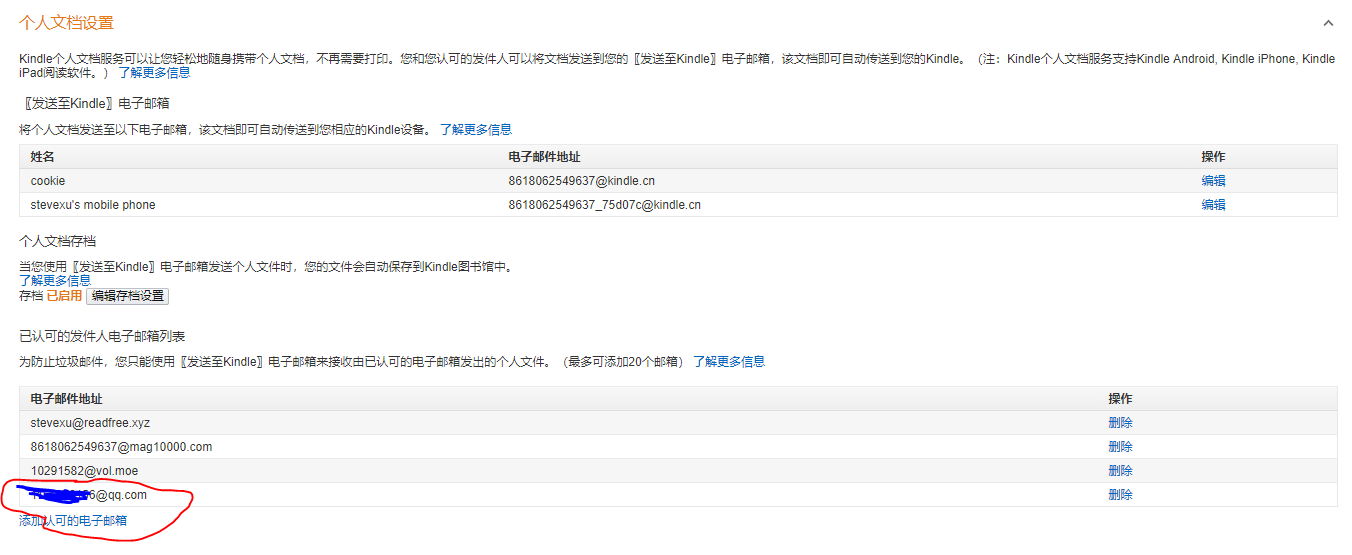 个人文档设置
Kindle个人文档服务可以让您轻松地随身携带个人文档，不再需要打印。您和您认可的发件人可以将文档发送到您的〖发送至Kindle〗电子邮箱，该文档即可自动传送到您的Kindle。（注：Kindle个人文档服务支持Kindle Android, Kindle iPhone, Kindle
iPad阅读软件。） 了解更多信息
〖发送至Kindle〗电子邮箱
将个人文档发送至以下电子邮箱，该文档即可自动传送到您相应的Kindle设备。 了解更多信息
姓名 电子邮件地址 操作
cookie 8618062549637@kindle.cn 编辑
stevexu's mobile phone 8618062549637_75d07c@kindle.cn 编辑
个人文档存档
当您使用〖发送至Kindle〗电子邮箱发送个人文件时，您的文件会自动保存到Kindle图书馆中。
了解更多信息
存档 已启用 编辑存档设置
已认可的发件人电子邮箱列表
为防止垃圾邮件，您只能使用〖发送至Kindle〗电子邮箱来接收由已认可的电子邮箱发出的个人文件。（最多可添加20个邮箱） 了解更多信息
电子邮件地址 操作
stevexu@readfree.xyz 删除
8618062549637@mag10000.com 删除
10291582@vol.moe 删除
6@qq.com 删除
添加认可的电子邮箱